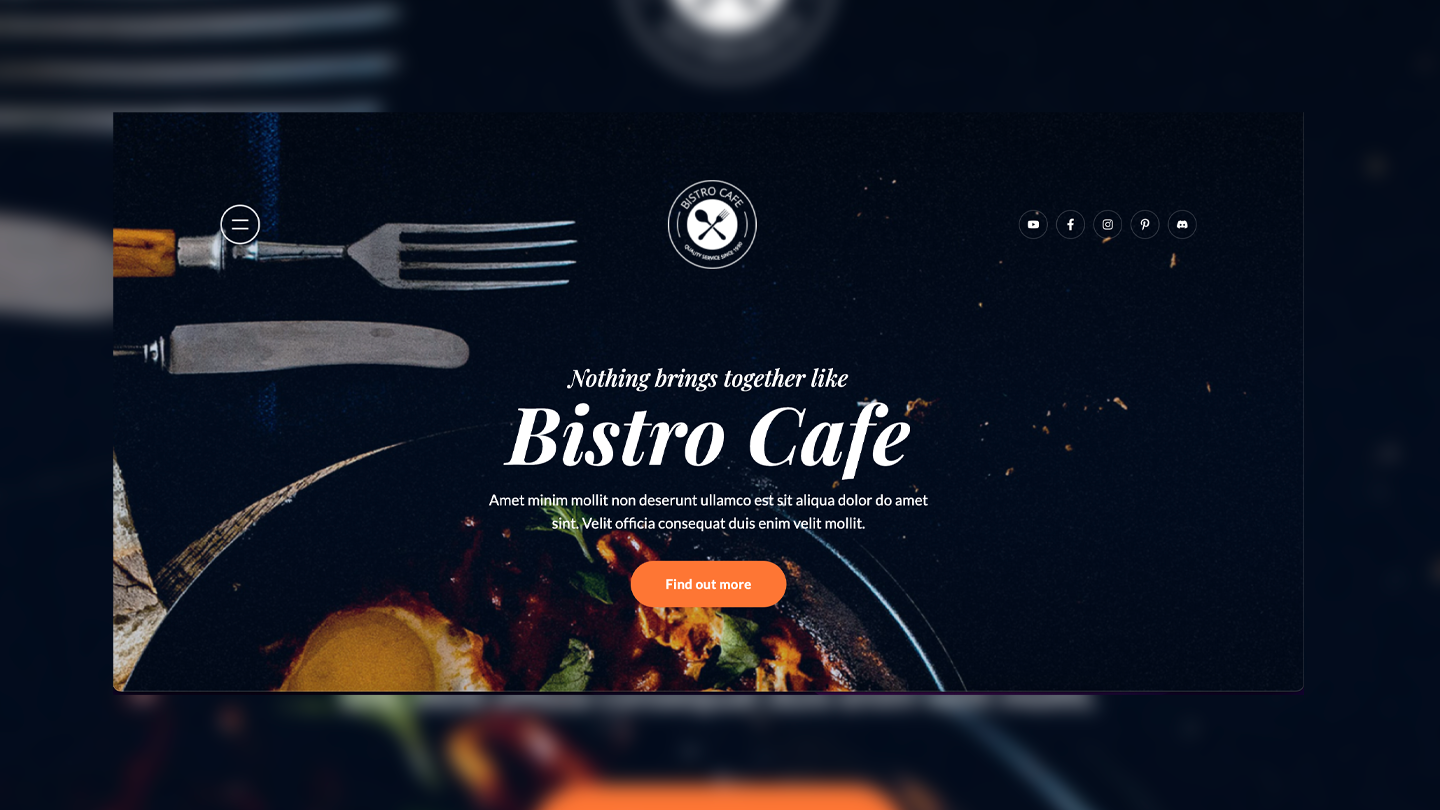 BISTRO CAFE
QUALITY SERVICE SINCE 1990
Nothing brings together like
Bistro Cafe
Amet minim mollit non deserunt ullamco est sit aliqua dolor do amet
sint. Velit officia consequat duis enim velit mollit.
Find out more